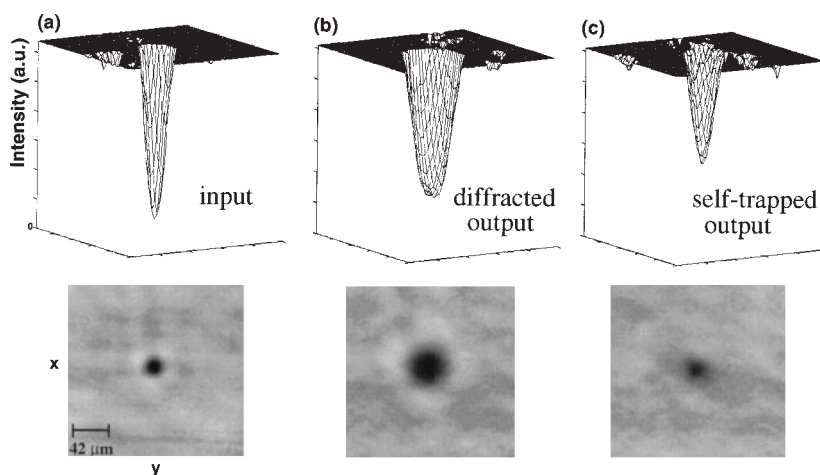 (a)
(b)
(c)
Intensity (a.u.)
input
diffracted
output
self-trapped
output
0
x
42 μm
y